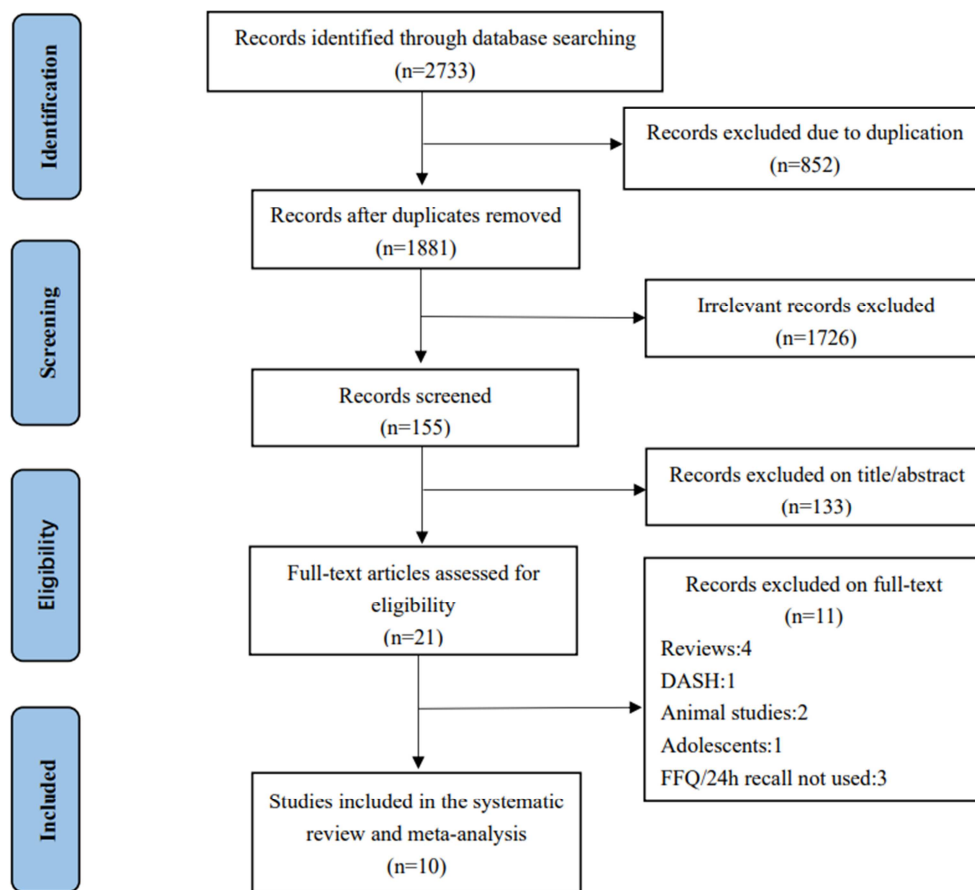 Identification
Records identified through database searching
(n=2733)
Records excluded due to duplication
(n=852)
Records after duplicates removed
(n=1881)
Screening
Irrelevant records excluded
(n=1726)
Records screened
(n=155)
Eligibility
Records excluded on title/abstract
(n=133)
Full-text articles assessed for
eligibility
(n=21)
Records excluded on full-text
(n=11)
Reviews:4
DASH:1
Animal studies:2
Adolescents:1
FFQ/24h recall not used:3
Included
Studies included in the systematic
review and meta-analysis
(n=10)